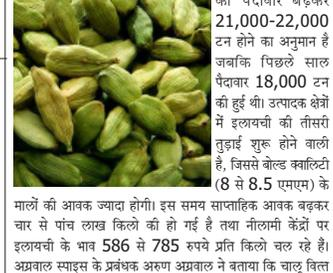 की पैदावार बढ़कर
21,000-22,000
टन होने का अनुमान है
जबकि पिछले साल
पैदावार 18,000 टन
की हुई थी। उत्पादक क्षेत्रों
में इलायची की तीसरी
तुड़ाई शुरू होने वाली
है, जिससे बोल्ड क्वालिटी
(8 से 8.5 एमएम) के
मालों की आवक ज्यादा होगी। इस समय साप्ताहिक आवक बढ़कर
चार से पांच लाख किलो की हो गई है तथा नीलामी केंद्रों पर
इलायची के भाव 586 से 785 रुपये प्रति किलो चल रहे है।
अग्रवाल स्पाइस के प्रबंधक अरुण अग्रवाल ने बताया कि चालू वित्त